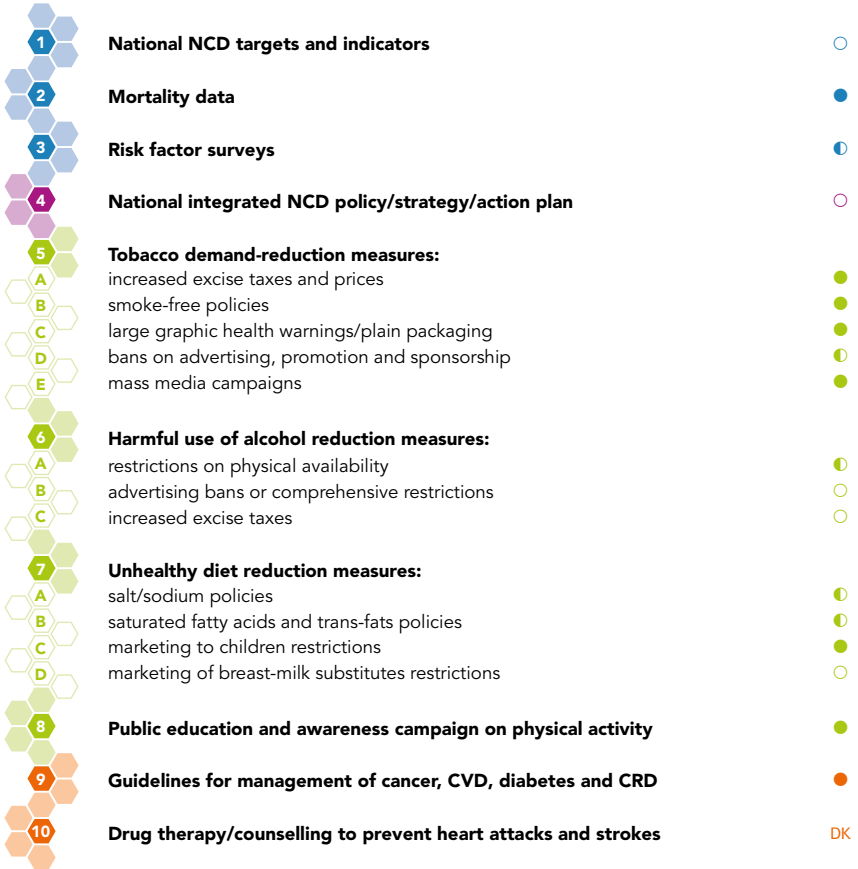 1 National NCD targets and indicators ○
2 Mortality data ●
3 Risk factor surveys ◐
4 National integrated NCD policy/strategy/action plan ○
5 Tobacco demand-reduction measures:
A increased excise taxes and prices ●
B smoke-free policies ●
C large graphic health warnings/plain packaging ●
D bans on advertising, promotion and sponsorship ◐
E mass media campaigns ●
6 Harmful use of alcohol reduction measures:
A restrictions on physical availability ◐
B advertising bans or comprehensive restrictions ○
C increased excise taxes ○
7 Unhealthy diet reduction measures:
A salt/sodium policies ◐
B saturated fatty acids and trans-fats policies ◐
C marketing to children restrictions ●
D marketing of breast-milk substitutes restrictions ○
8 Public education and awareness campaign on physical activity ●
9 Guidelines for management of cancer, CVD, diabetes and CRD ●
10 Drug therapy/counselling to prevent heart attacks and strokes DK